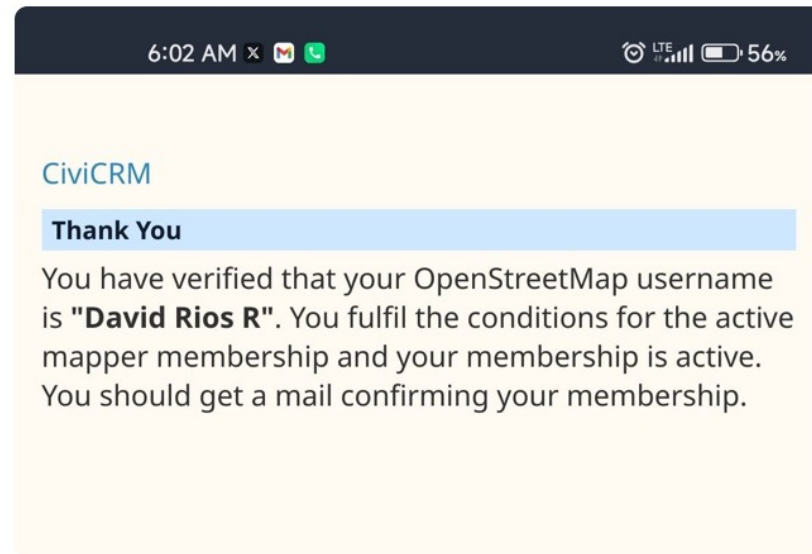 6:02 AM X M LTE 56%
CiviCRM
Thank You
You have verified that your OpenStreetMap username
is "David Rios R". You fulfil the conditions for the active
mapper membership and your membership is active.
You should get a mail confirming your membership.